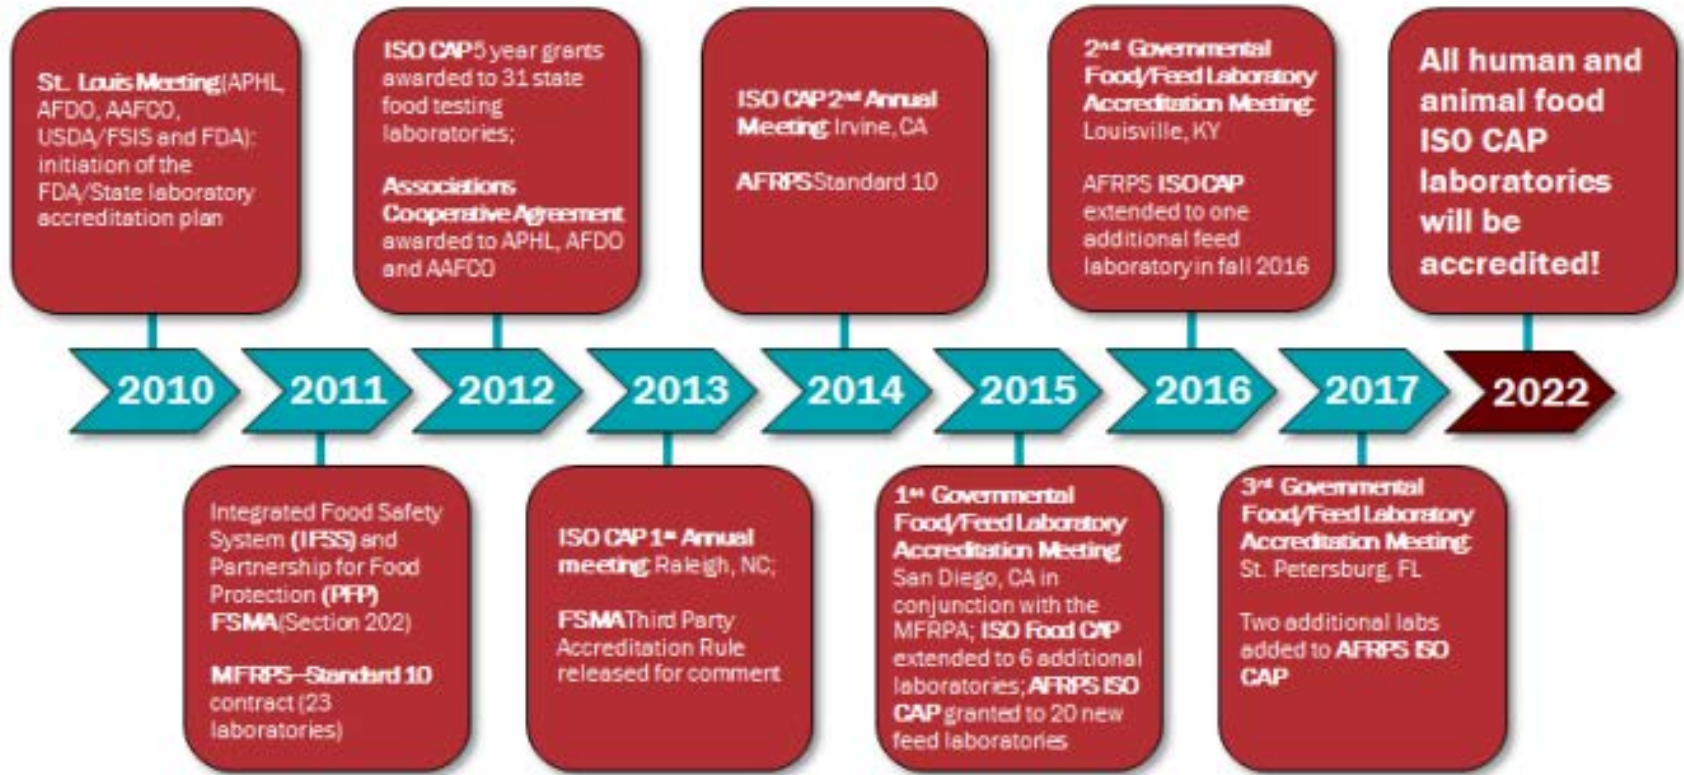 St. Louis Meeting (APHL,
AFDO, AAFCO,
USDA/FSIS and FDA):
initiation of the
FDA/State laboratory
accreditation plan
ISO CAP 5 year grants
awarded to 31 state
food testing
laboratories;
Associations
Cooperative Agreement
awarded to APHL, AFDO
and AAFCO
ISO CAP 2nd Annual
Meeting: Irvine, CA
AFRPS Standard 10
2nd Governmental
Food/Feed Laboratory
Accreditation Meeting:
Louisville, KY
AFRPS ISO CAP
extended to one
additional feed
laboratory in fall 2016
All human and
animal food
ISO CAP
laboratories
will be
accredited!
2010
2011
2012
2013
2014
2015
2016
2017
2022
Integrated Food Safety
System (IFSS) and
Partnership for Food
Protection (PFP)
FSMA (Section 202)
MFRPS–Standard 10
contract (23
laboratories)
ISO CAP 1st Annual
meeting: Raleigh, NC;
FSMA Third Party
Accreditation Rule
released for comment
1st Governmental
Food/Feed Laboratory
Accreditation Meeting:
San Diego, CA in
conjunction with the
MFRPA; ISO Food CAP
extended to 6 additional
laboratories; AFRPS ISO
CAP granted to 20 new
feed laboratories
3rd Governmental
Food/Feed Laboratory
Accreditation Meeting:
St. Petersburg, FL
Two additional labs
added to AFRPS ISO
CAP